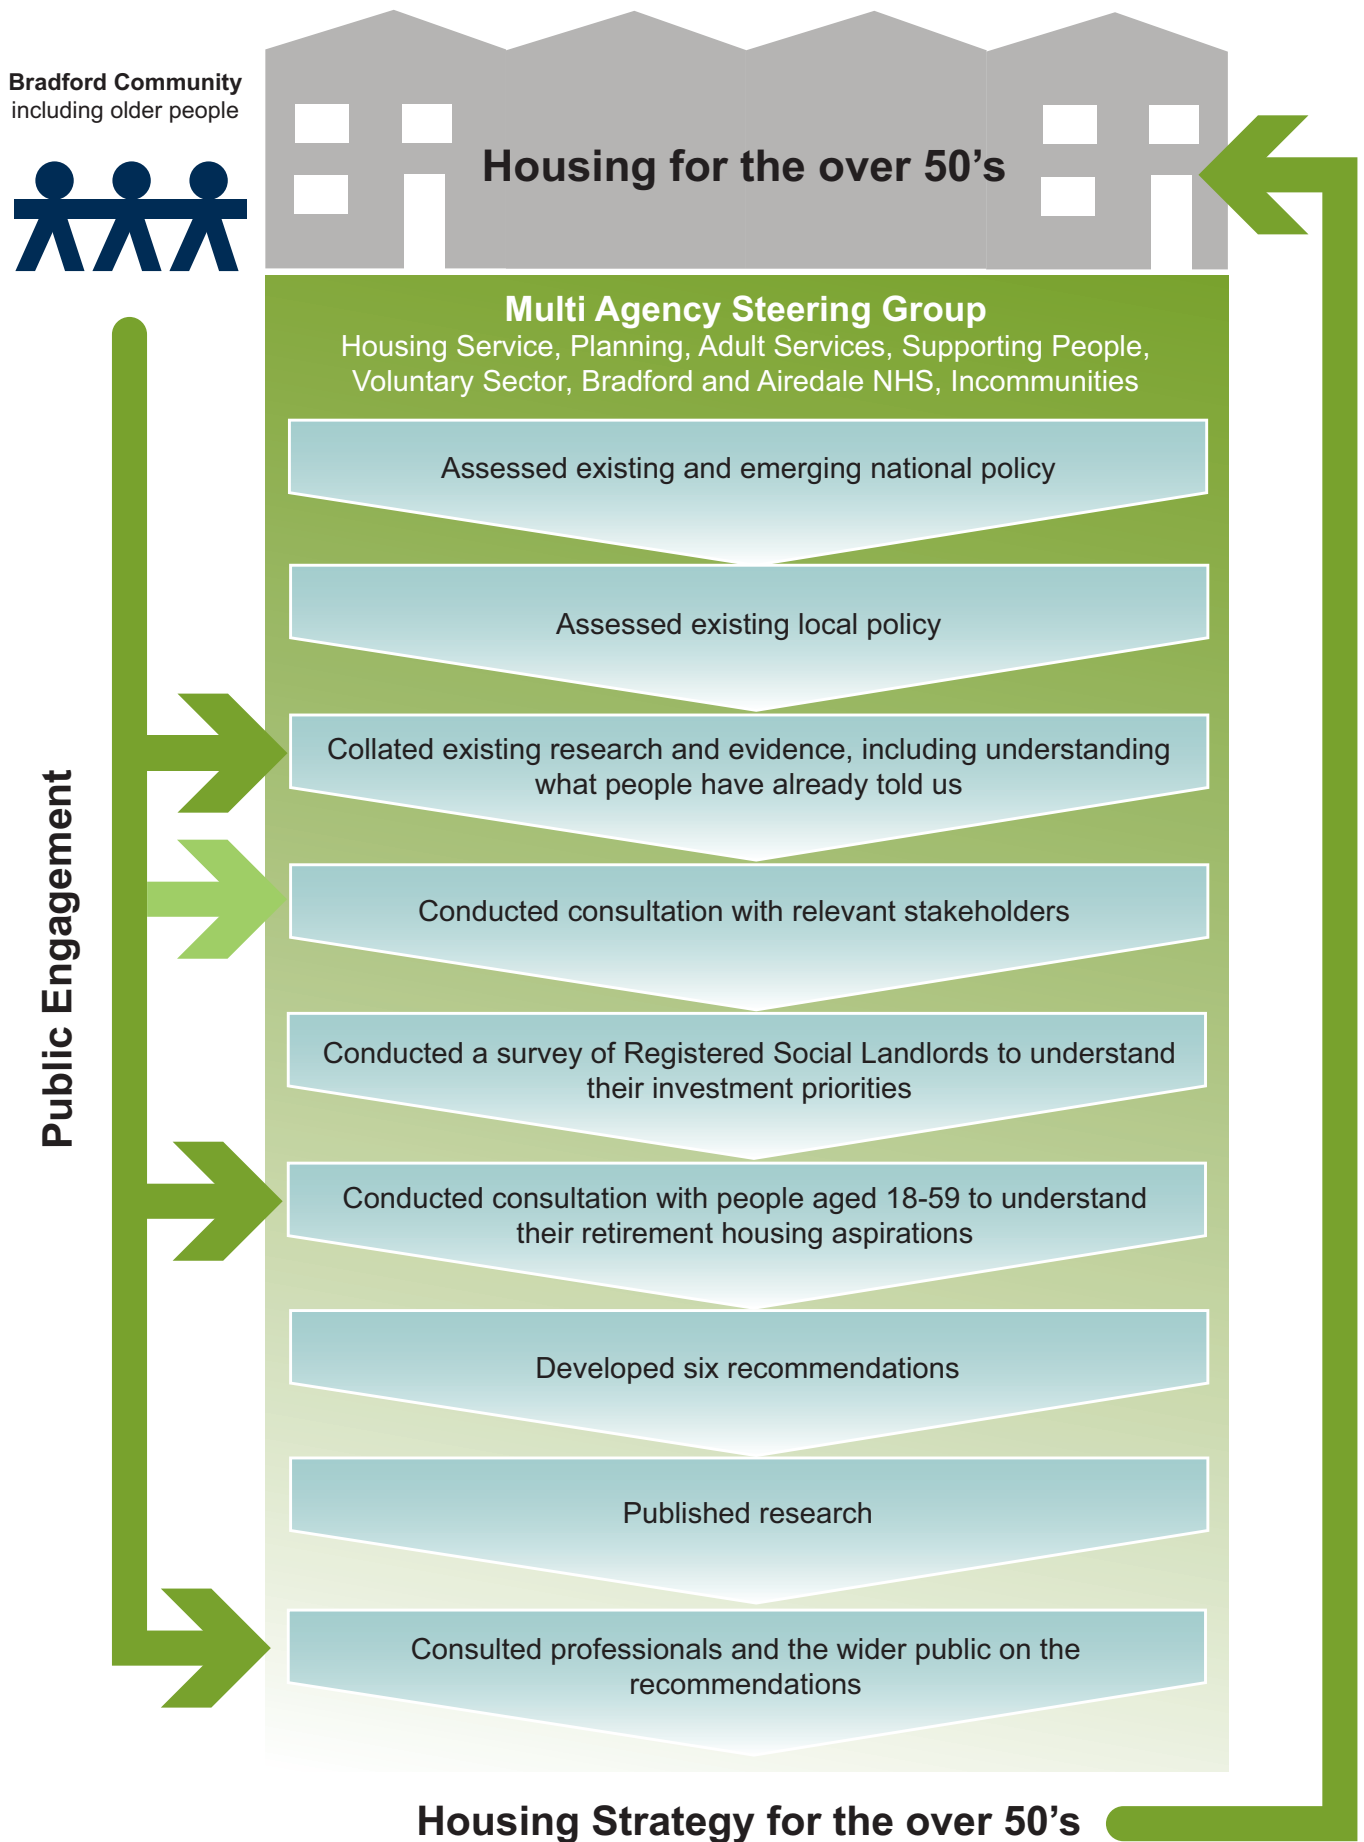 Bradford Community
including older people
Housing for the over 50’s
Multi Agency Steering Group
Housing Service, Planning, Adult Services, Supporting People,
Voluntary Sector, Bradford and Airedale NHS, Incommunities
Assessed existing and emerging national policy
Assessed existing local policy
Collated existing research and evidence, including understanding
what people have already told us
Conducted consultation with relevant stakeholders
Conducted a survey of Registered Social Landlords to understand
their investment priorities
Conducted consultation with people aged 18-59 to understand
their retirement housing aspirations
Developed six recommendations
Published research
Consulted professionals and the wider public on the
recommendations
Public Engagement
Housing Strategy for the over 50’s